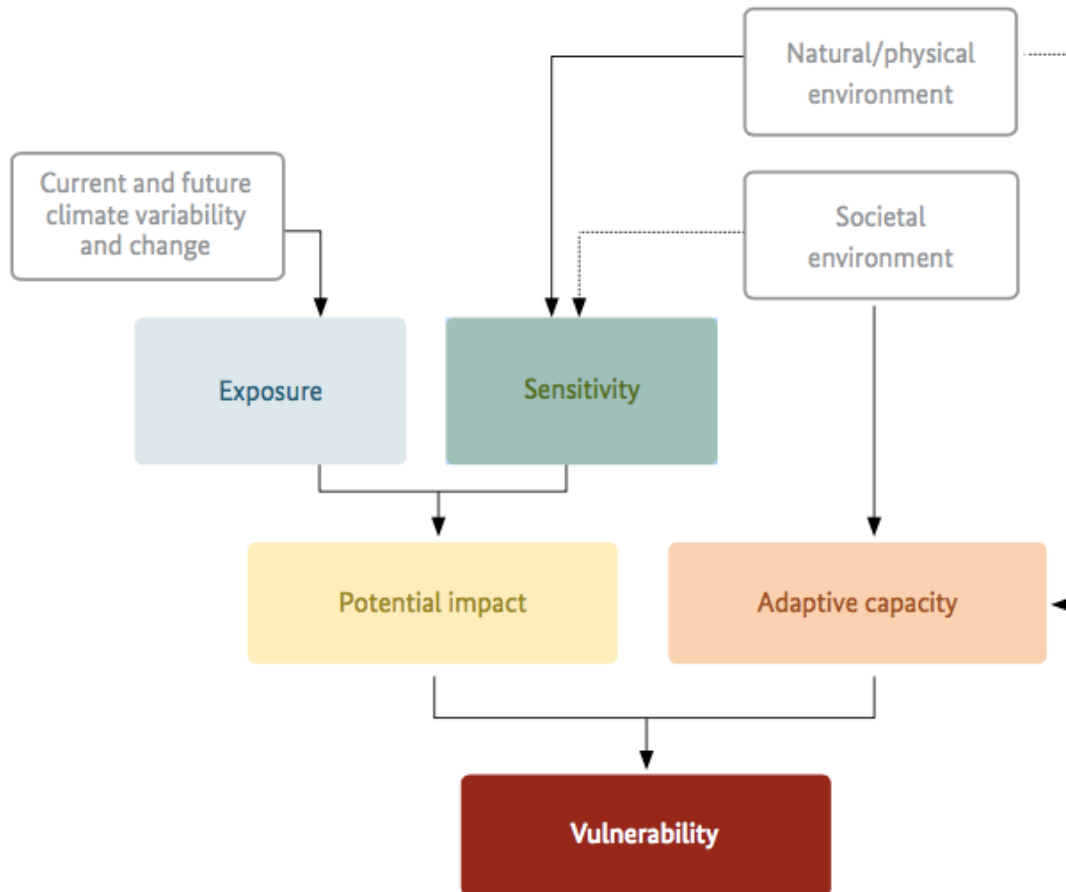 Natural/physical
environment
Current and future
climate variability
and change
Societal
environment
Exposure
Sensitivity
Potential impact
Adaptive capacity
Vulnerability